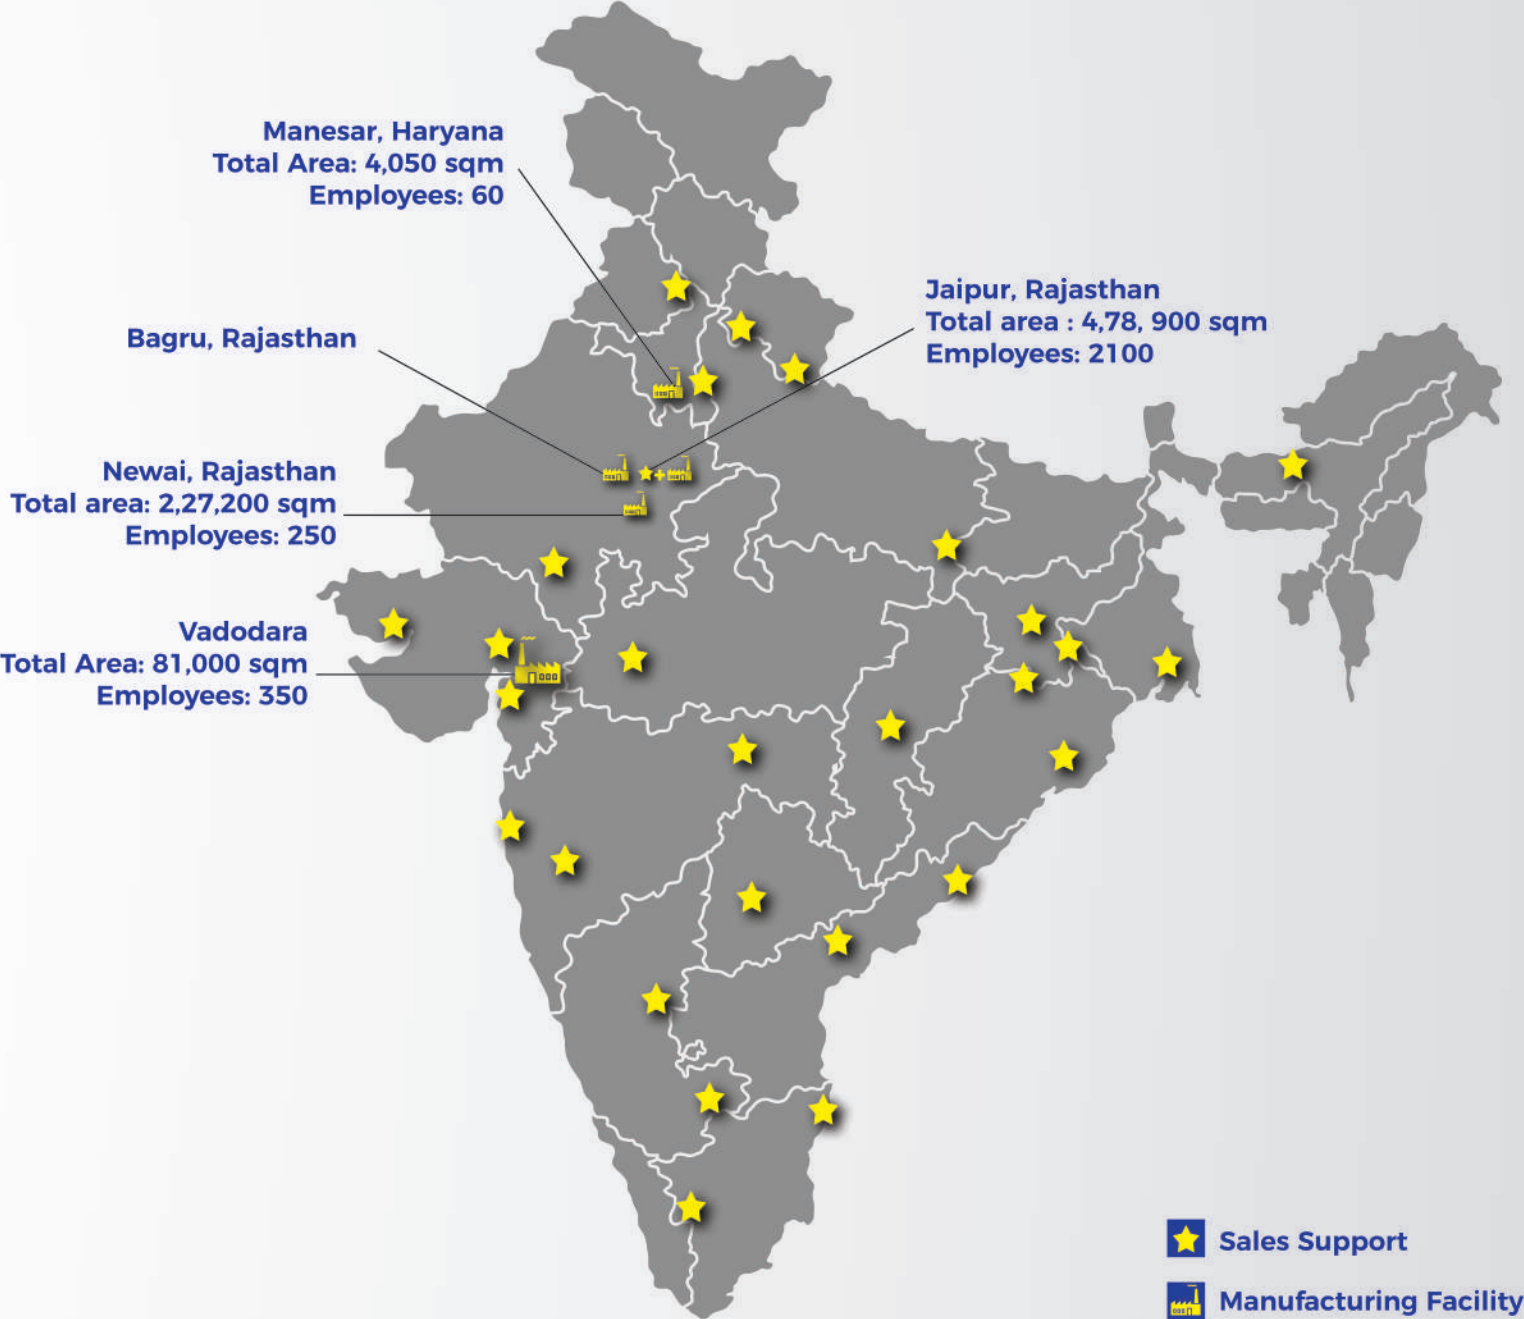 Manesar, Haryana
Total Area: 4,050 sqm
Employees: 60
Jaipur, Rajasthan
Total area : 4,78, 900 sqm
Employees: 2100
Bagru, Rajasthan
Newai, Rajasthan
Total area: 2,27,200 sqm
Employees: 250
Vadodara
Total Area: 81,000 sqm
Employees: 350
Sales Support
Manufacturing Facility